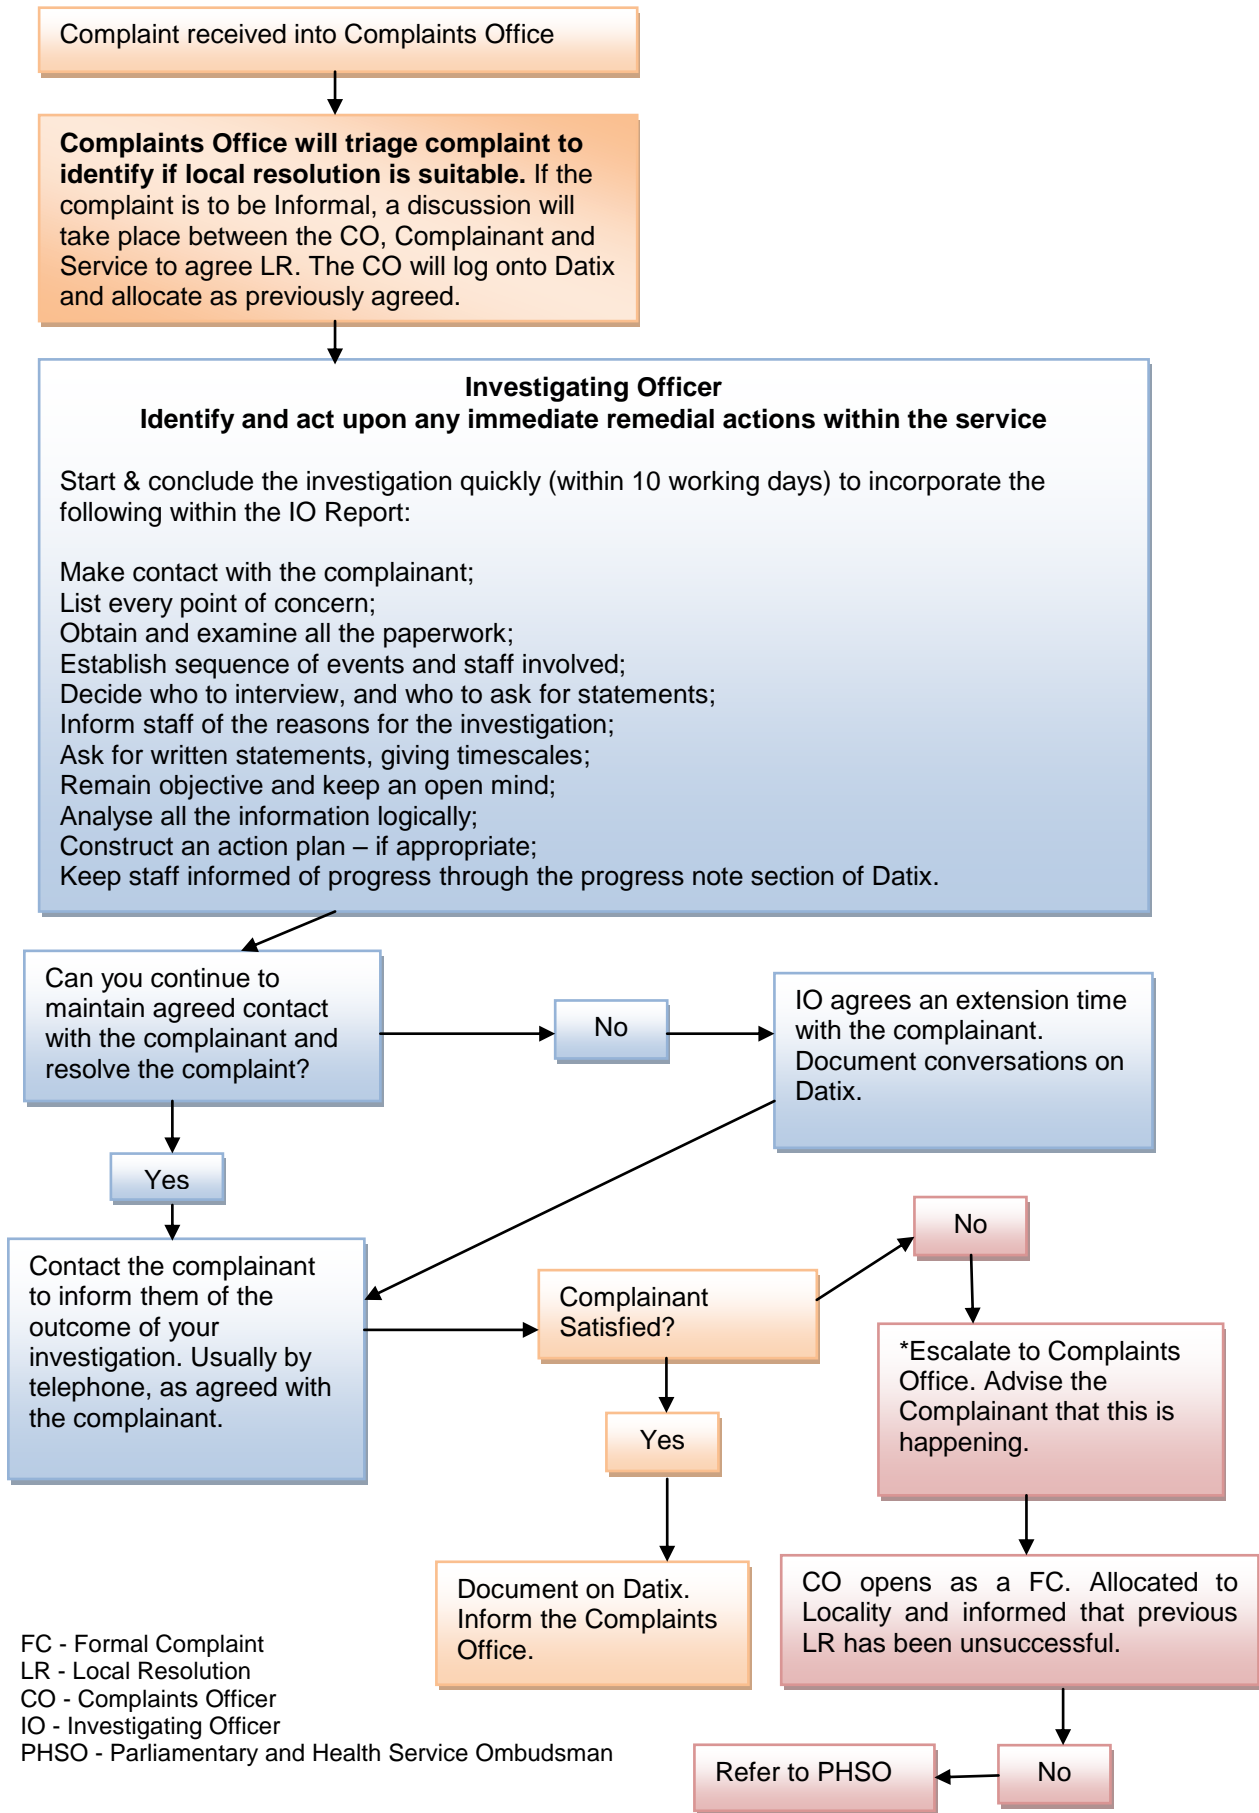 Complaint received into Complaints Office
Complaints Office will triage complaint to
identify if local resolution is suitable. If the
complaint is to be Informal, a discussion will
take place between the CO, Complainant and
Service to agree LR. The CO will log onto Datix
and allocate as previously agreed.
Investigating Officer
Identify and act upon any immediate remedial actions within the service
Start & conclude the investigation quickly (within 10 working days) to incorporate the
following within the IO Report:
Make contact with the complainant;
List every point of concern;
Obtain and examine all the paperwork;
Establish sequence of events and staff involved;
Decide who to interview, and who to ask for statements;
Inform staff of the reasons for the investigation;
Ask for written statements, giving timescales;
Remain objective and keep an open mind;
Analyse all the information logically;
Construct an action plan – if appropriate;
Keep staff informed of progress through the progress note section of Datix.
Can you continue to
maintain agreed contact
with the complainant and
resolve the complaint?
No
IO agrees an extension time
with the complainant.
Document conversations on
Datix.
Yes
Contact the complainant
to inform them of the
outcome of your
investigation. Usually by
telephone, as agreed with
the complainant.
Complainant
Satisfied?
No
*Escalate to Complaints
Office. Advise the
Complainant that this is
happening.
Yes
Document on Datix.
Inform the Complaints
Office.
CO opens as a FC. Allocated to
Locality and informed that previous
LR has been unsuccessful.
No
Refer to PHSO
FC - Formal Complaint
LR - Local Resolution
CO - Complaints Officer
IO - Investigating Officer
PHSO - Parliamentary and Health Service Ombudsman